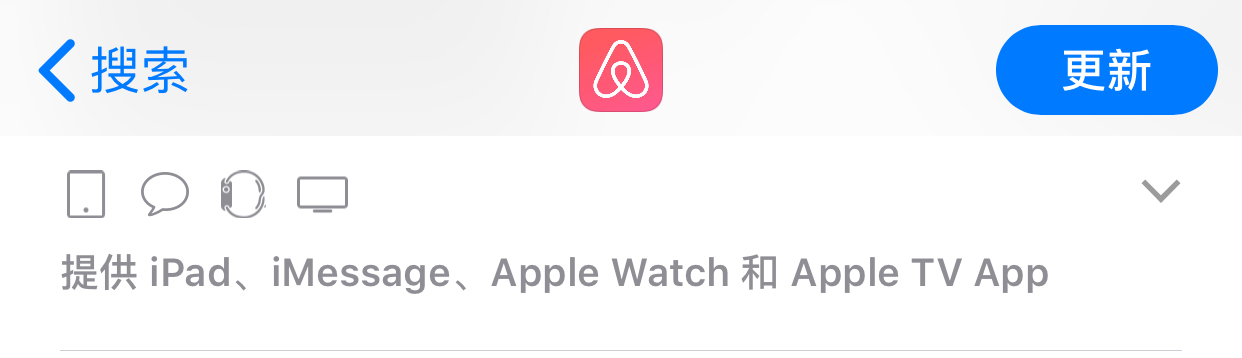 搜索
更新
提供 iPad、iMessage、Apple Watch 和 Apple TV App